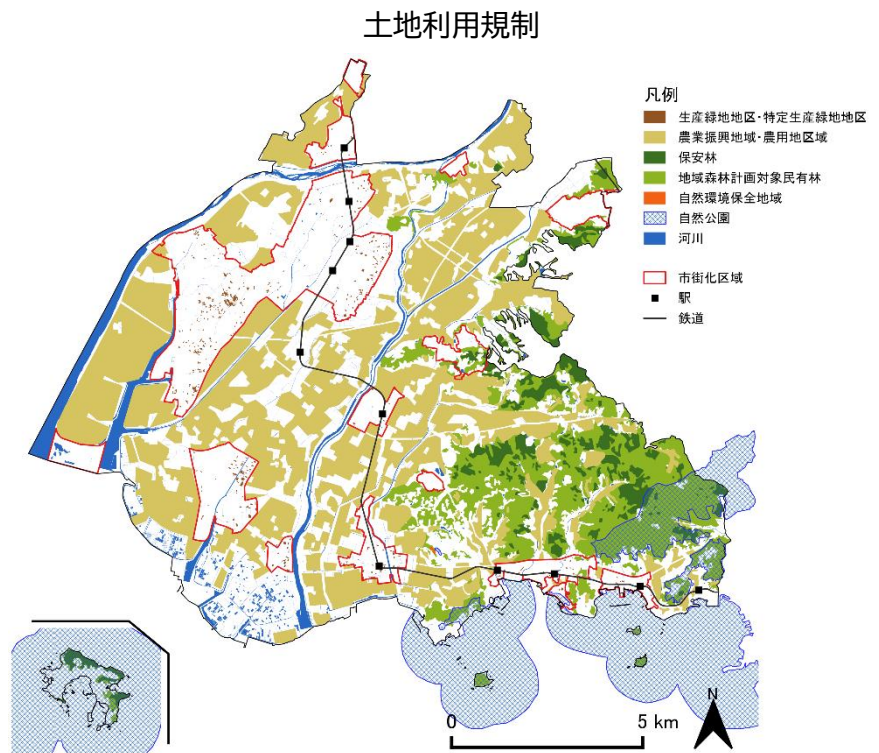 土地利用規制
凡例
生産緑地地区・特定生産緑地地区
農業振興地域・農用地区域
保安林
地域森林計画対象民有林
自然環境保全地域
自然公園
河川
市街化区域
駅
鉄道
N
0 5 km